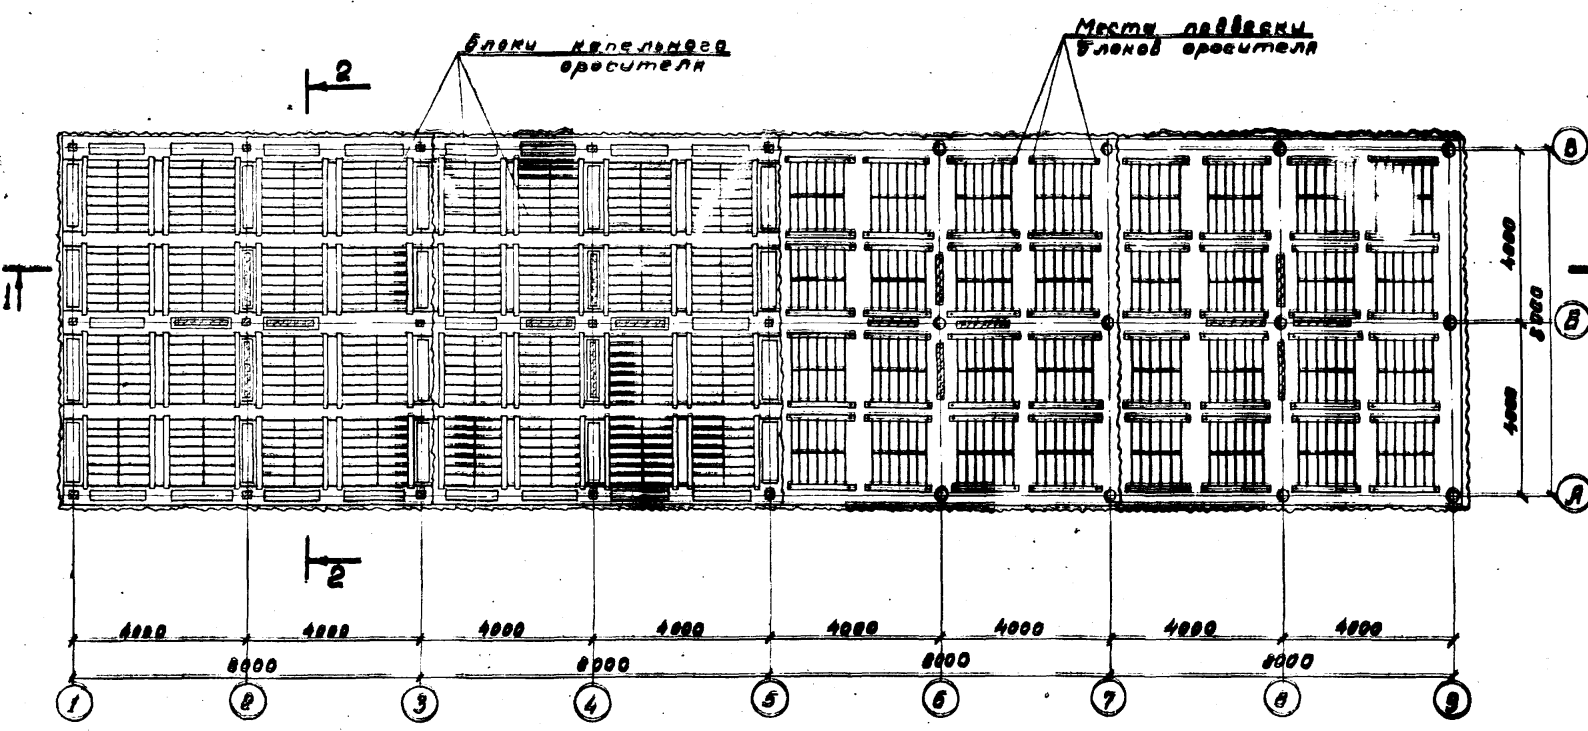 Блоки капельного
оросителя
Места подвески
блоков оросителя
2
В
4000
8000
1
Б
4000
А
2
4000 4000 4000 4000 4000 4000 4000 4000
8000 8000 8000 8000
1 2 3 4 5 6 7 8 9